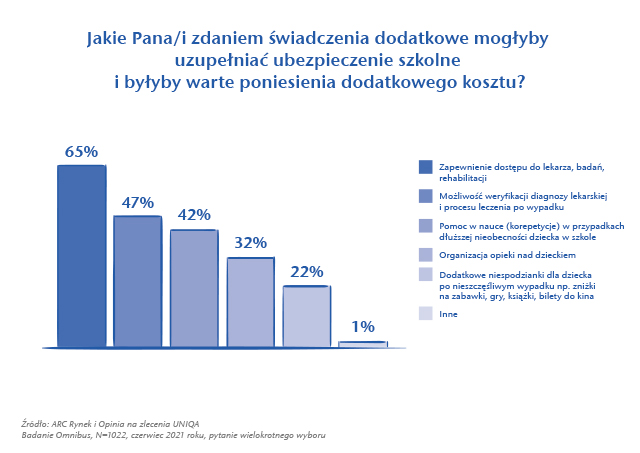 Jakie Pana/i zdaniem świadczenia dodatkowe mogłyby
uzupełniać ubezpieczenie szkolne
i byłyby warte poniesienia dodatkowego kosztu?
65%
47%
42%
32%
22%
1%
Zapewnienie dostępu do lekarza, badań,
rehabilitacji
Możliwość weryfikacji diagnozy lekarskiej
i procesu leczenia po wypadku
Pomoc w nauce (korepetycje) w przypadkach
dłuższej nieobecności dziecka w szkole
Organizacja opieki nad dzieckiem
Dodatkowe niespodzianki dla dziecka
po nieszczęśliwym wypadku np. zniżki
na zabawki, gry, książki, bilety do kina
Inne
Źródło: ARC Rynek i Opinia na zlecenia UNIQA
Badanie Omnibus, N=1022, czerwiec 2021 roku, pytanie wielokrotnego wyboru